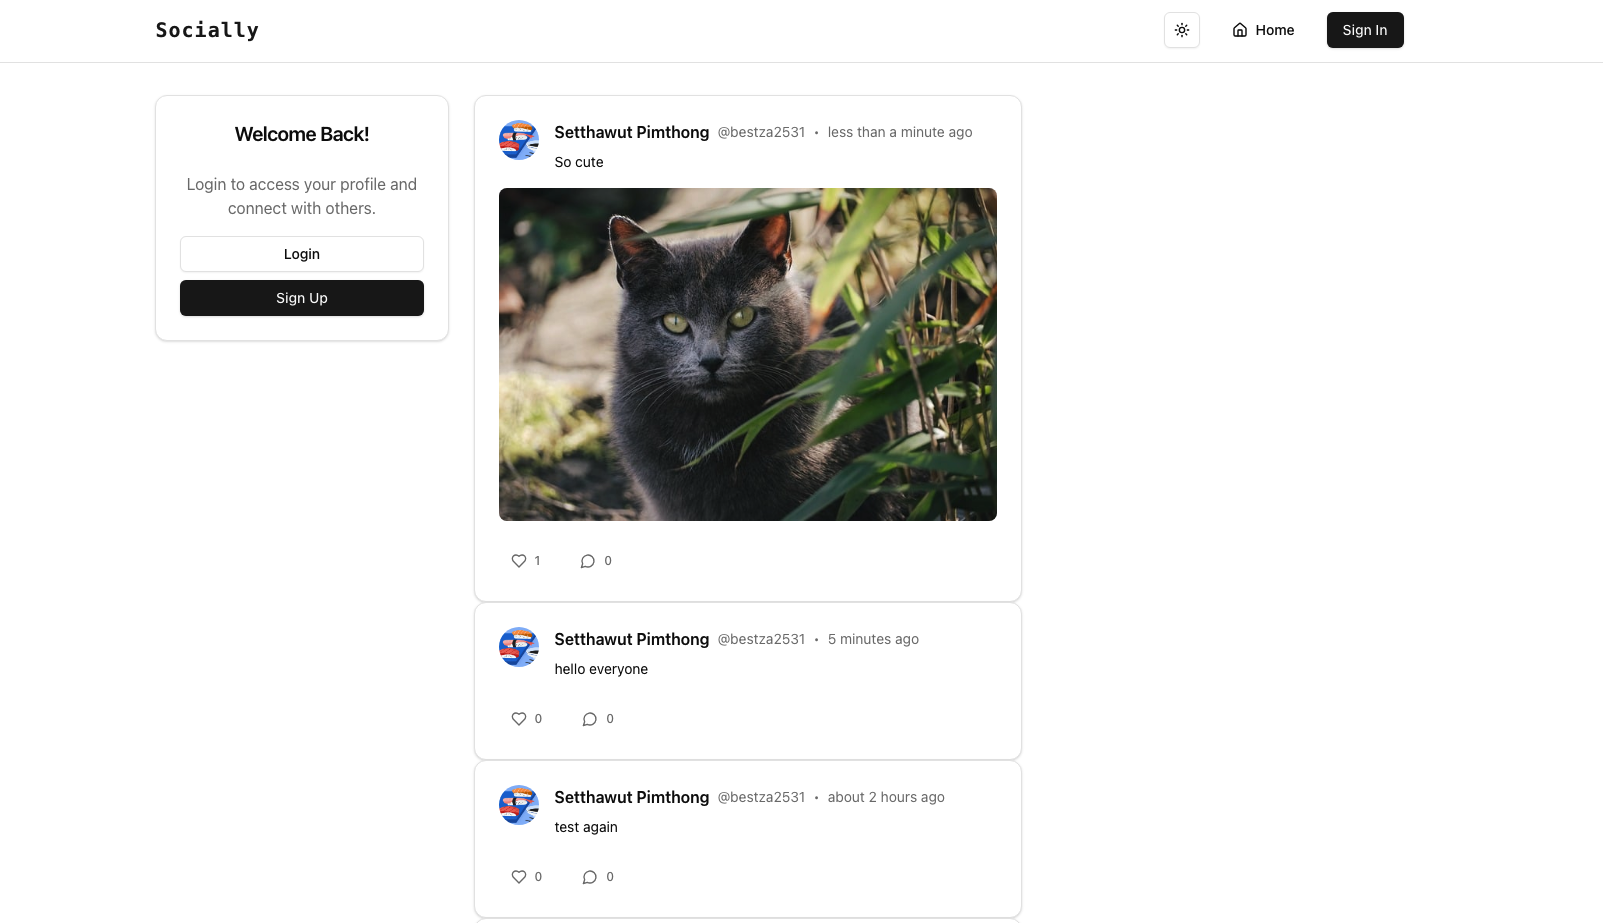 Socially
Home
Sign In
Welcome Back!
Login to access your profile and
connect with others.
Login
Sign Up
Setthawut Pimthong @bestza2531 • less than a minute ago
So cute
1 0
Setthawut Pimthong @bestza2531 • 5 minutes ago
hello everyone
0 0
Setthawut Pimthong @bestza2531 • about 2 hours ago
test again
0 0